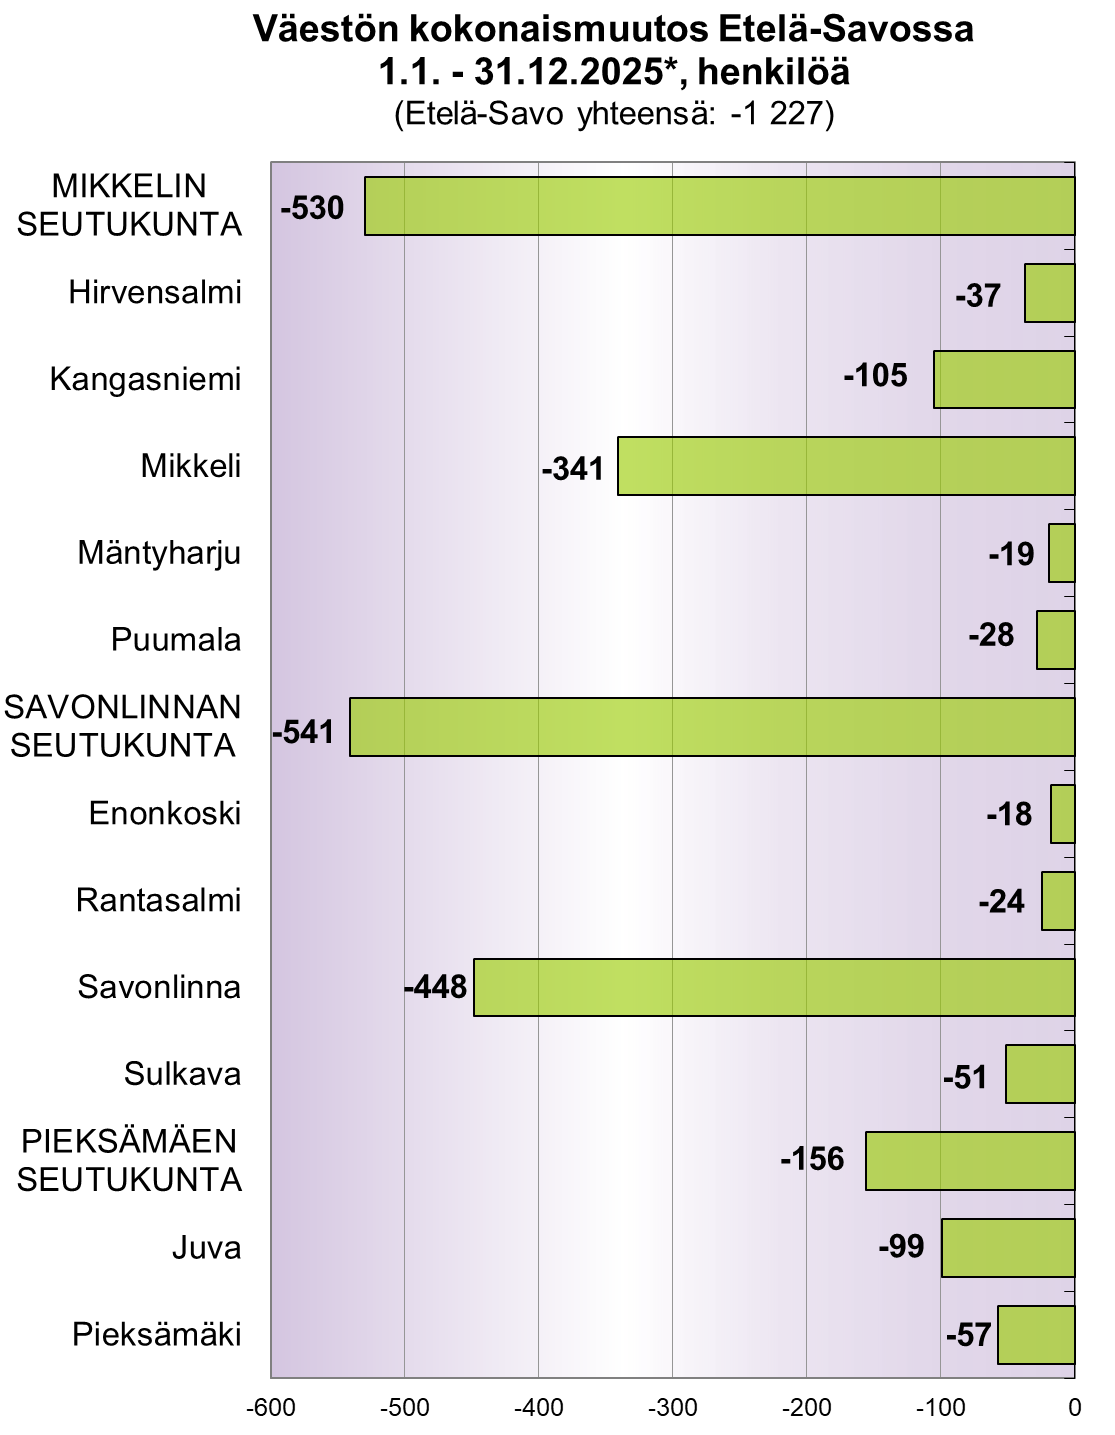 Väestön kokonaismuutos Etelä-Savossa
1.1. - 31.12.2025*, henkilöä
(Etelä-Savo yhteensä: -1 227)
MIKKELIN
SEUTUKUNTA
-530
Hirvensalmi
-37
Kangasniemi
-105
Mikkeli
-341
Mäntyharju
-19
Puumala
-28
SAVONLINNAN
SEUTUKUNTA
-541
Enonkoski
-18
Rantasalmi
-24
Savonlinna
-448
Sulkava
-51
PIEKSÄMÄEN
SEUTUKUNTA
-156
Juva
-99
Pieksämäki
-57
-600 -500 -400 -300 -200 -100 0